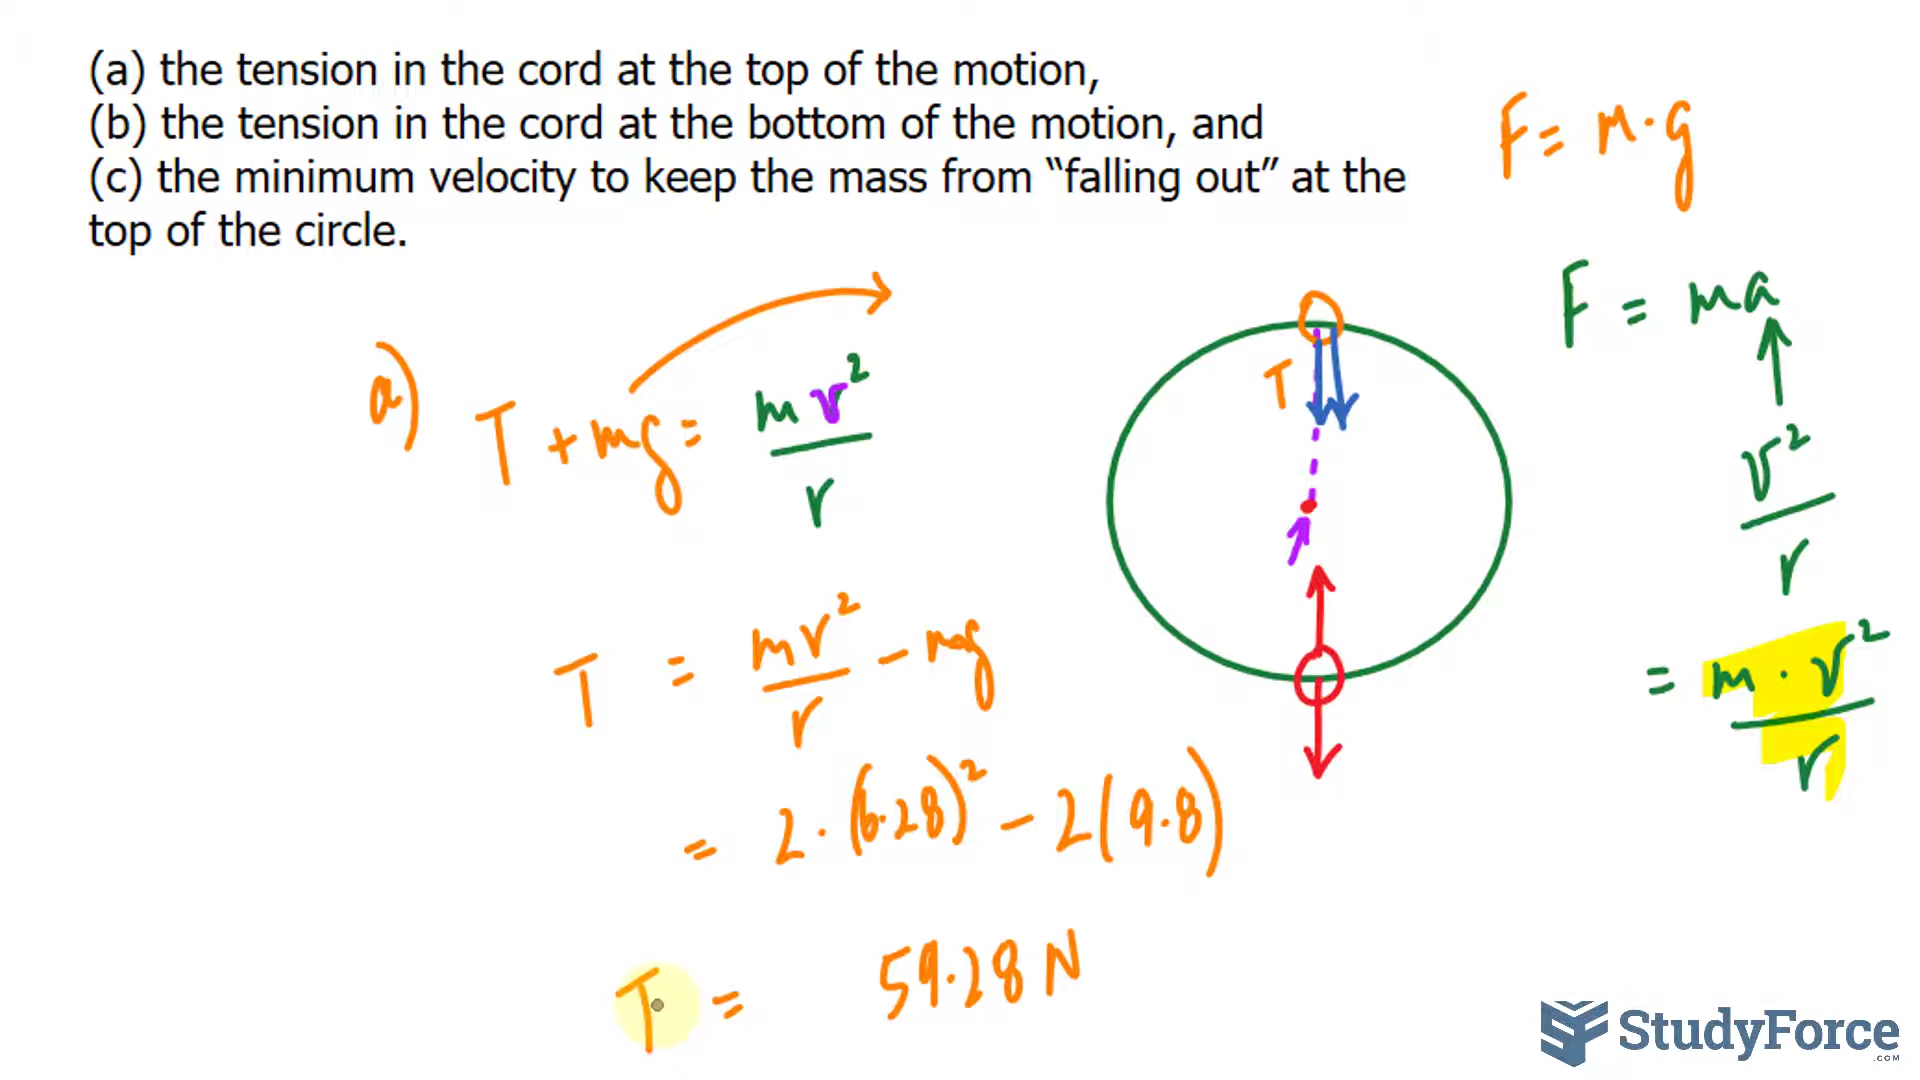 (a) the tension in the cord at the top of the motion,
(b) the tension in the cord at the bottom of the motion, and
(c) the minimum velocity to keep the mass from “falling out” at the
top of the circle.
F = m · g
F = ma
v²
r
= m · v²
r
a)
T + mg = mv²
r
T
T = mv² - mg
r
= 2 · (6.28)² - 2(9.8)
T = 59.28 N
StudyForce
.COM